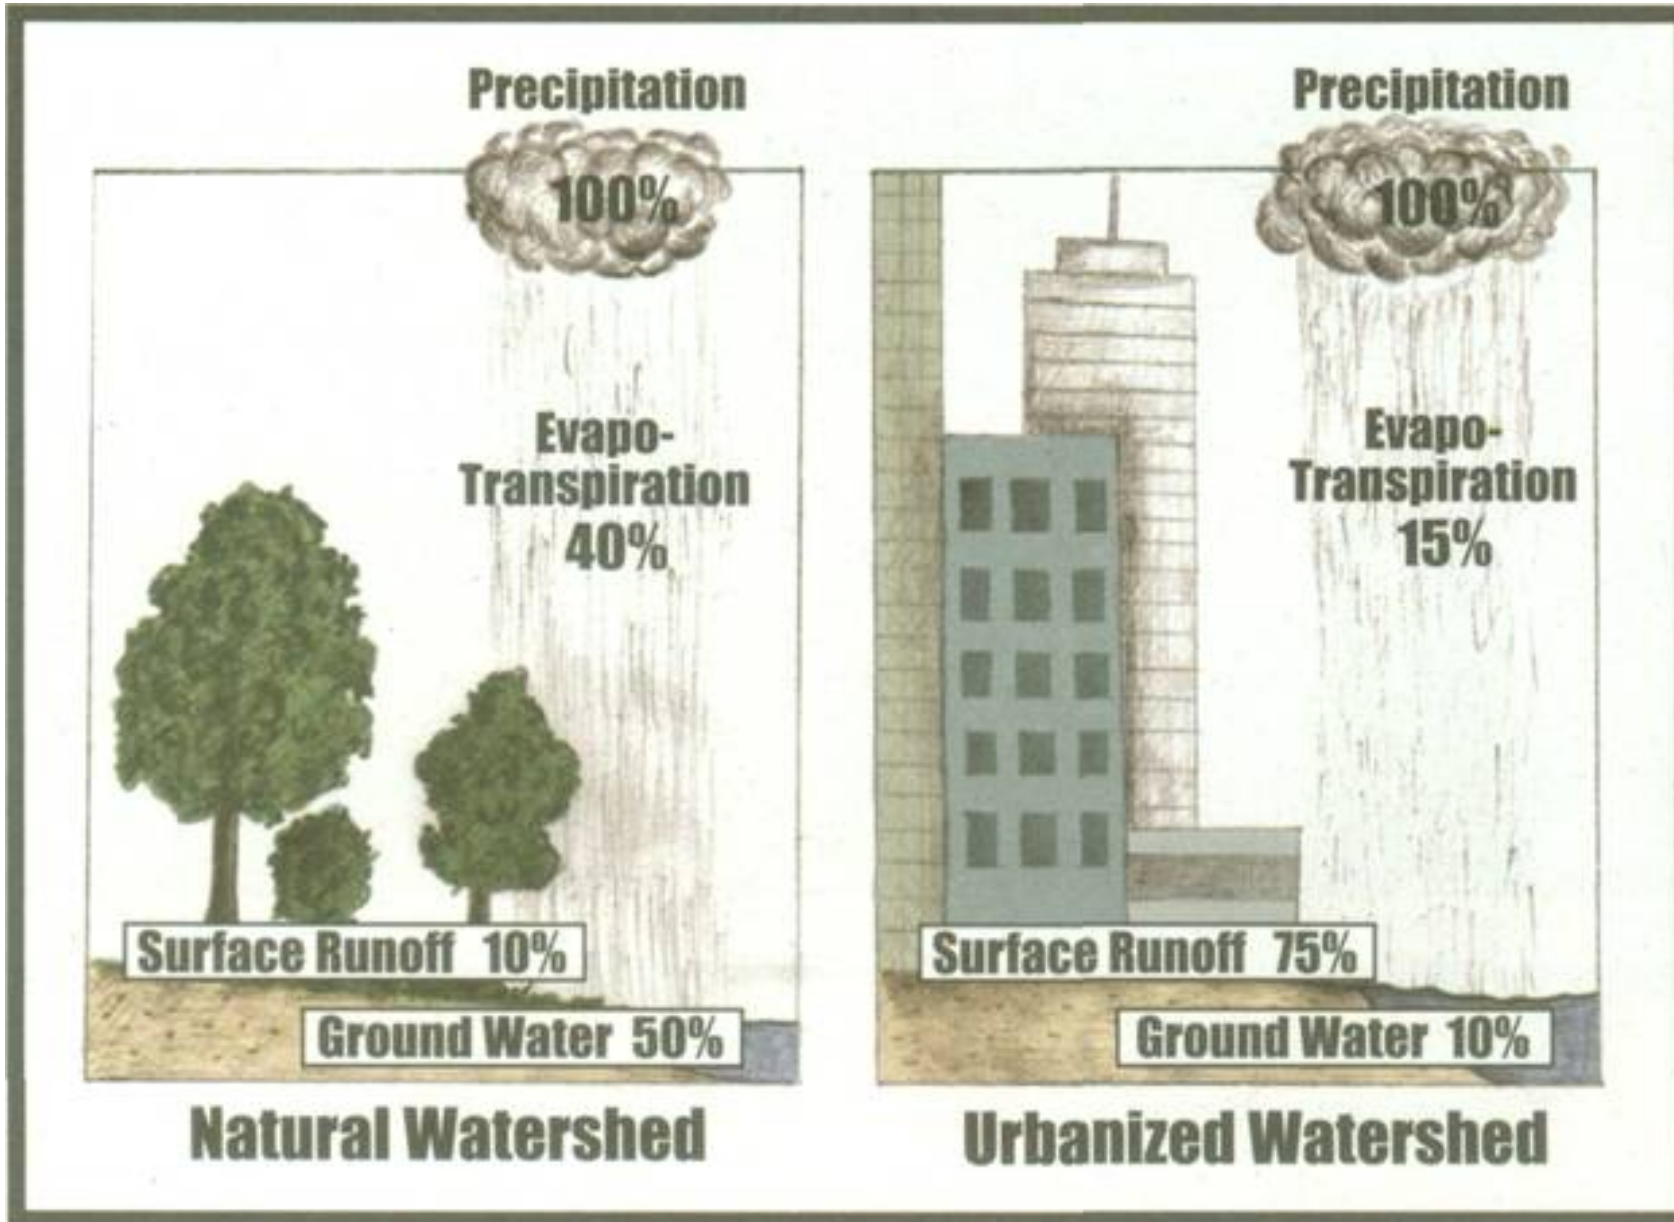 Precipitation
100%
Evapo-
Transpiration
40%
Surface Runoff 10%
Ground Water 50%
Natural Watershed
Precipitation
100%
Evapo-
Transpiration
15%
Surface Runoff 75%
Ground Water 10%
Urbanized Watershed